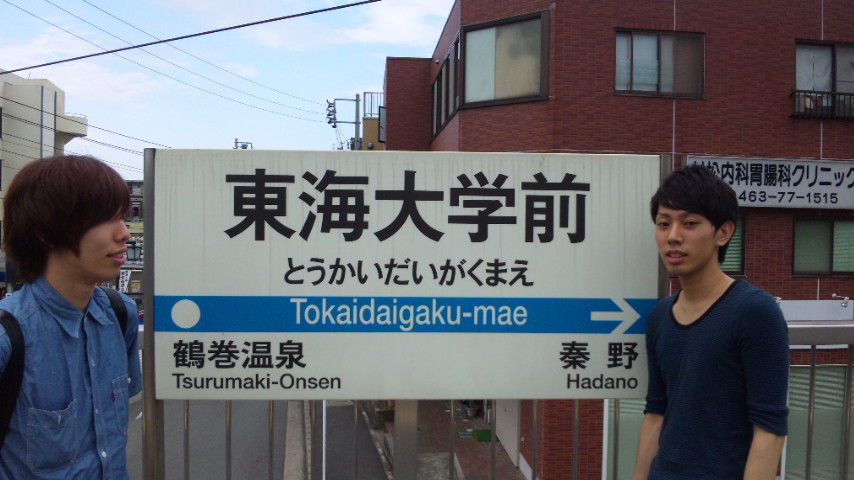 東海大学前
とうかいだいがくまえ
Tokaidaigaku-mae
鶴巻温泉
Tsurumaki-Onsen
秦野
Hadano
松内科胃腸科クリニック
463-77-1515